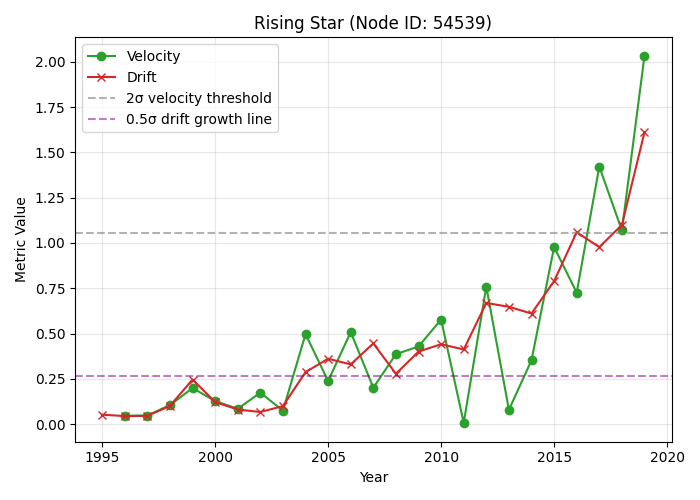 Rising Star (Node ID: 54539)
Velocity
Drift
2σ velocity threshold
0.5σ drift growth line
Metric Value
2.00
1.75
1.50
1.25
1.00
0.75
0.50
0.25
0.00
1995
2000
2005
2010
2015
2020
Year